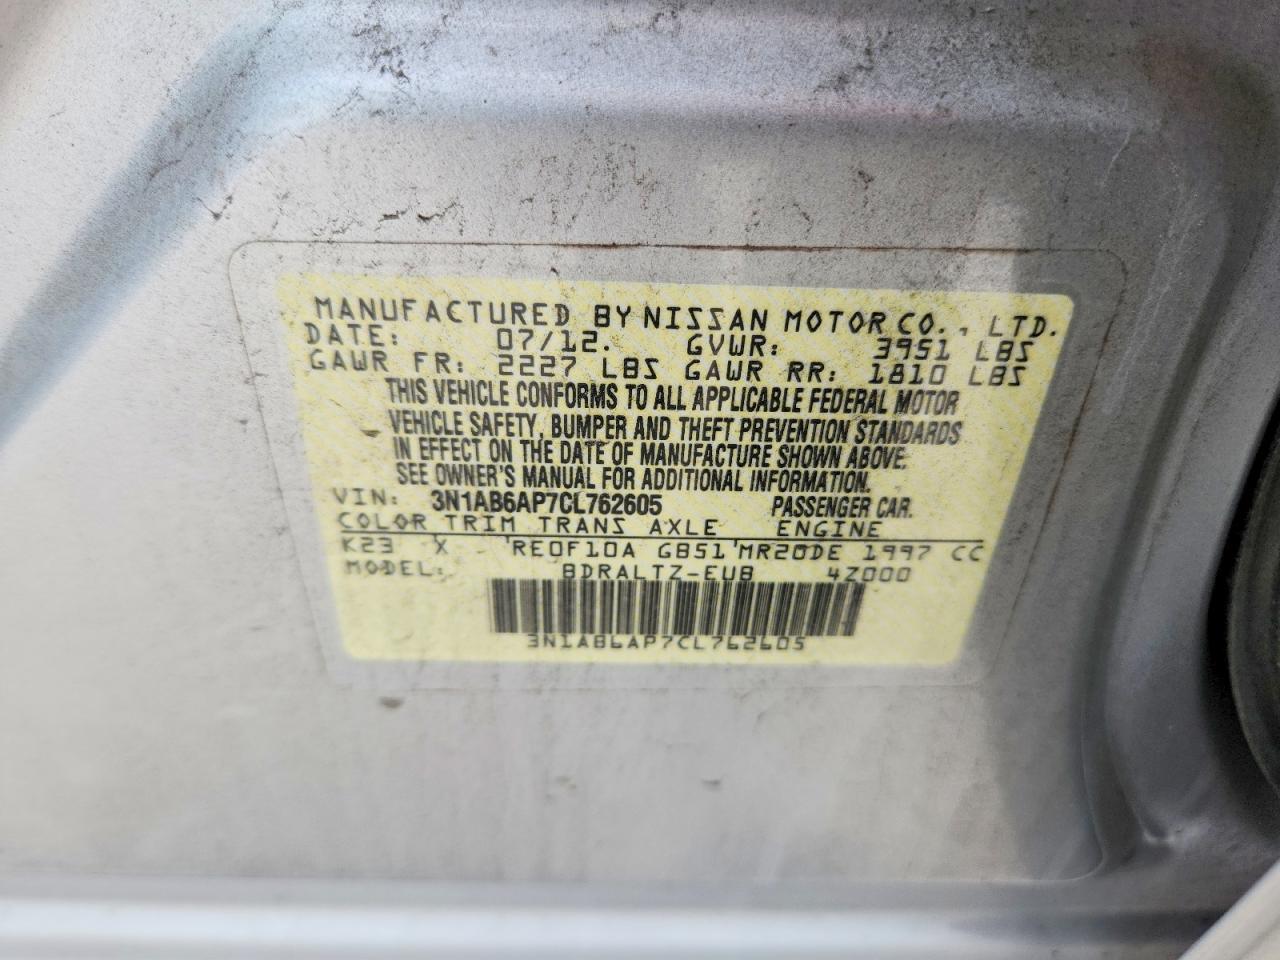 MANUFACTURED BY NISSAN MOTOR CO., LTD.
DATE: 07/12. GVWR: 3951 LBS
GAWR FR: 2227 LBS GAWR RR: 1810 LBS
THIS VEHICLE CONFORMS TO ALL APPLICABLE FEDERAL MOTOR
VEHICLE SAFETY, BUMPER AND THEFT PREVENTION STANDARDS
IN EFFECT ON THE DATE OF MANUFACTURE SHOWN ABOVE.
SEE OWNER'S MANUAL FOR ADDITIONAL INFORMATION.
VIN: 3N1AB6AP7CL762605 PASSENGER CAR.
COLOR TRIM TRANS AXLE ENGINE
K23 X RE0F10A GB51 MR20DE 1997 CC
MODEL: BDRALTZ-EUB 4Z000
3N1AB6AP7CL762605